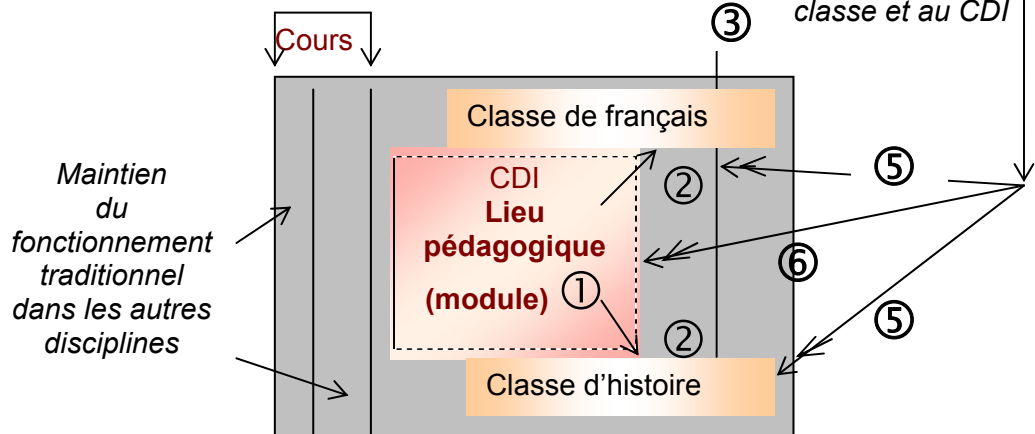 classe et au CDI
③
Cours
Classe de français
Maintien
du
fonctionnement
traditionnel
dans les autres
disciplines
CDI
Lieu
pédagogique
(module) ①
②
⑤
⑥
②
⑤
Classe d’histoire